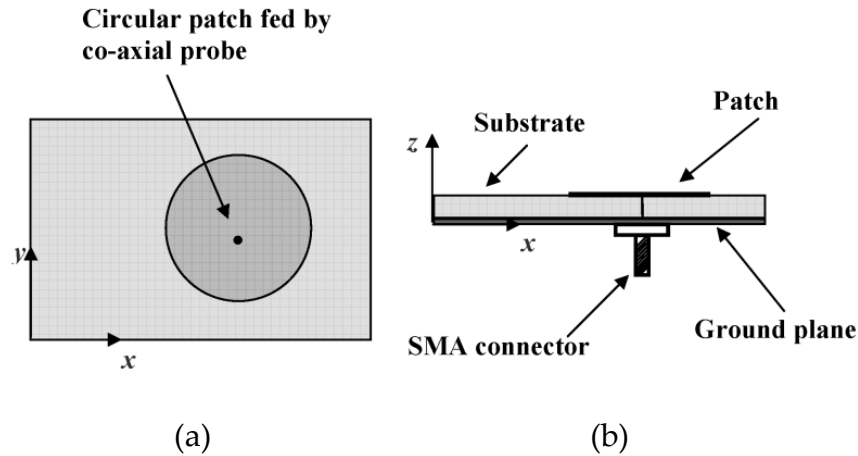 Circular patch fed by
co-axial probe
y
x
(a)
Patch
Substrate
z
x
SMA connector
Ground plane
(b)